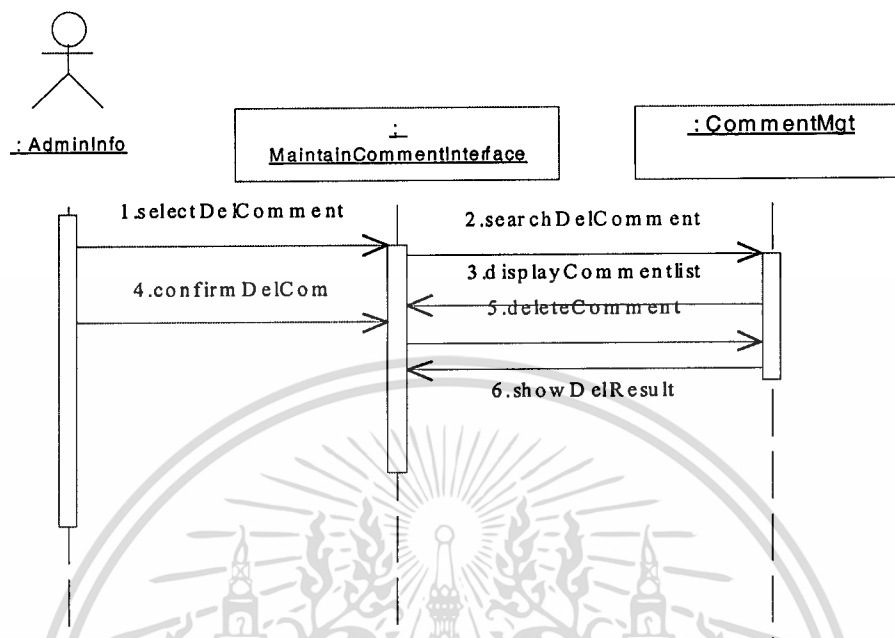 : AdminInfo
:
MaintainCommentInterface
: CommentMgt
1.selectDelComment
2.searchDelComment
3.displayCommentlist
4.confirmDelCom
5.deleteComment
6.showDelResult